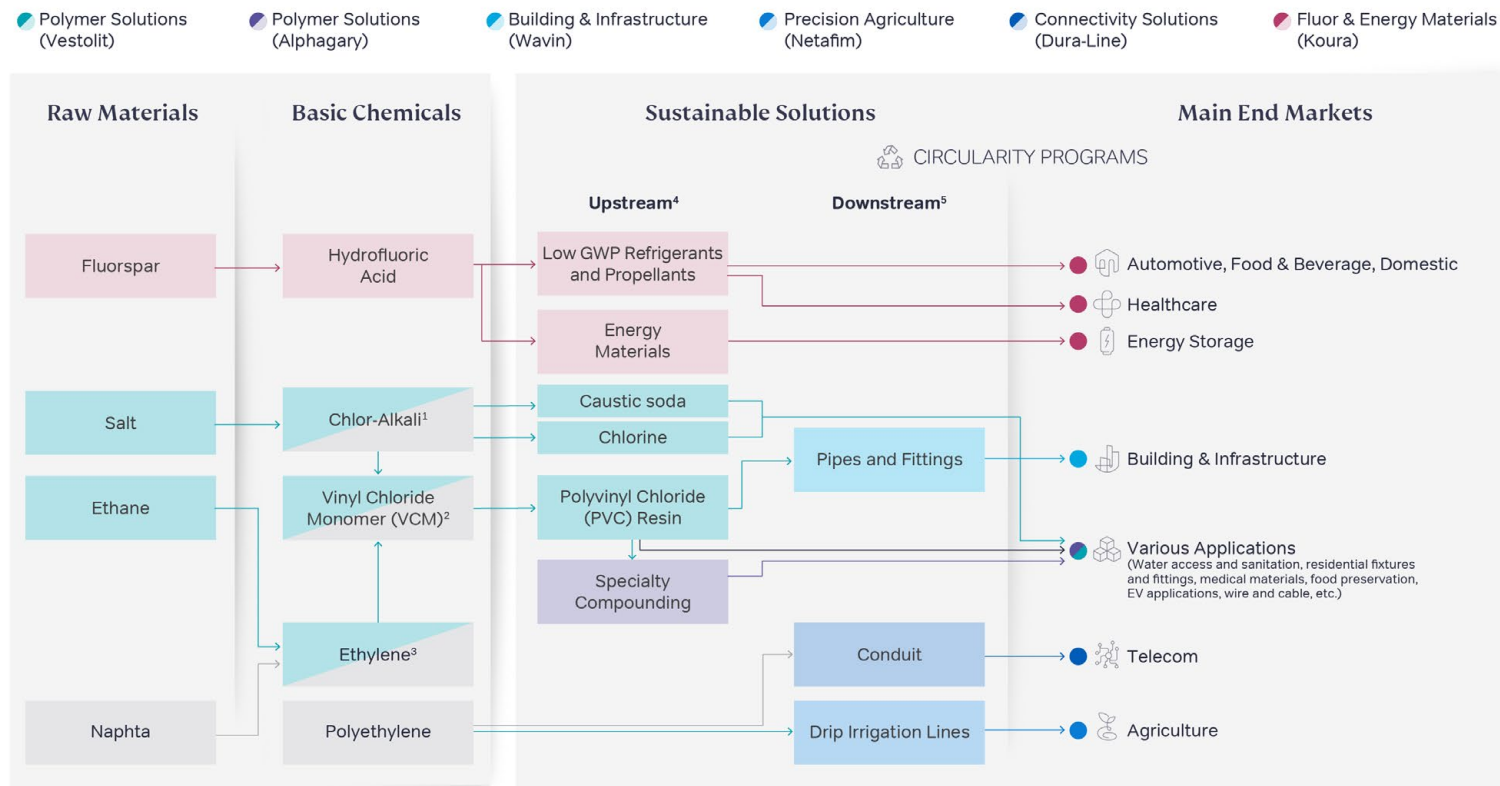 Polymer Solutions
(Vestolit)
Polymer Solutions
(Alphagary)
Building & Infrastructure
(Wavin)
Precision Agriculture
(Netafim)
Connectivity Solutions
(Dura-Line)
Fluor & Energy Materials
(Koura)
Raw Materials
Basic Chemicals
Sustainable Solutions
Main End Markets
CIRCULARITY PROGRAMS
Upstream⁴
Downstream⁵
Fluorspar
Hydrofluoric
Acid
Low GWP Refrigerants
and Propellants
Automotive, Food & Beverage, Domestic
Healthcare
Energy
Materials
Energy Storage
Salt
Chlor-Alkali¹
Caustic soda
Chlorine
Pipes and Fittings
Building & Infrastructure
Ethane
Vinyl Chloride
Monomer (VCM)²
Polyvinyl Chloride
(PVC) Resin
Various Applications
(Water access and sanitation, residential fixtures
and fittings, medical materials, food preservation,
EV applications, wire and cable, etc.)
Specialty
Compounding
Ethylene³
Conduit
Telecom
Naphta
Polyethylene
Drip Irrigation Lines
Agriculture